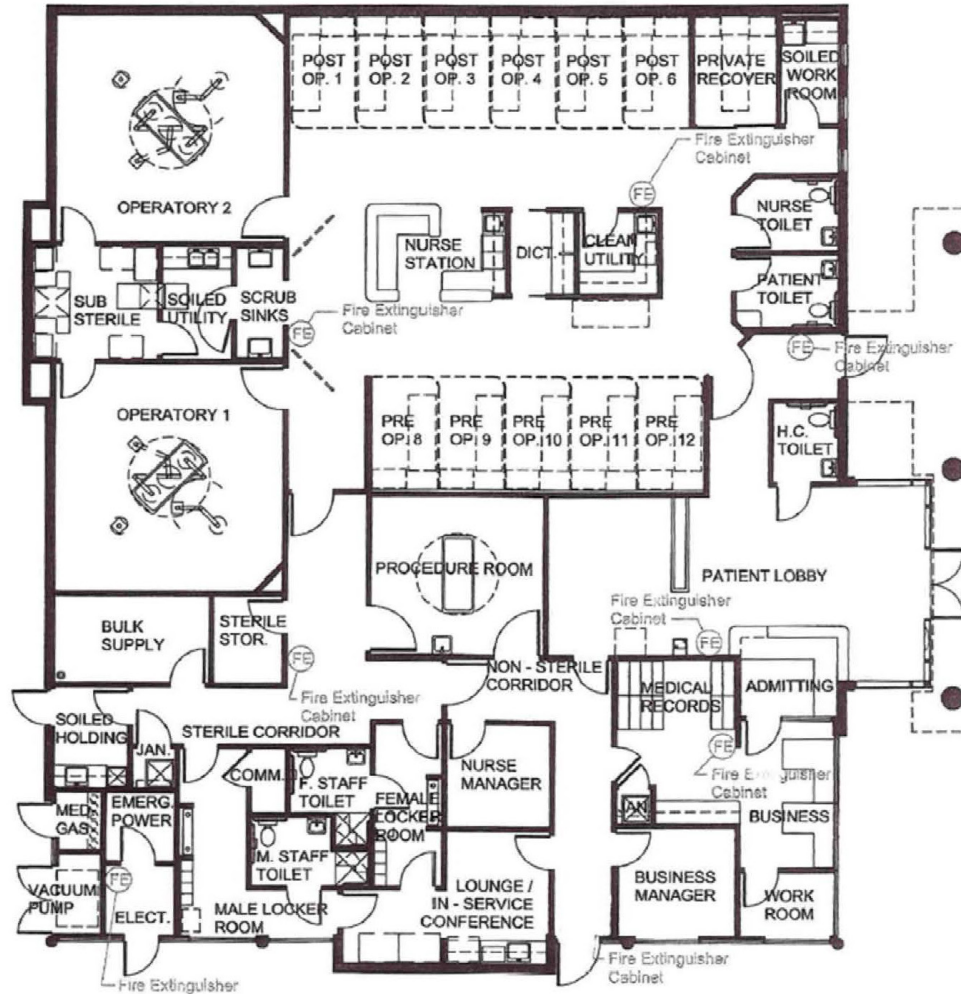 POST OP. 1
POST OP. 2
POST OP. 3
POST OP. 4
POST OP. 5
POST OP. 6
PRIVATE
RECOVER
SOILED
WORK
ROOM
Fire Extinguisher
Cabinet
FE
OPERATORY 2
NURSE
STATION
DICT.
CLEAN
UTILITY
NURSE
TOILET
PATIENT
TOILET
SUB
STERILE
SOILED
UTILITY
SCRUB
SINKS
FE
Fire Extinguisher
Cabinet
FE
Fire Extinguisher
Cabinet
OPERATORY 1
PRE OP. 8
PRE OP. 9
PRE OP. 10
PRE OP. 11
PRE OP. 12
H.C.
TOILET
PROCEDURE ROOM
PATIENT LOBBY
Fire Extinguisher
Cabinet
FE
BULK
SUPPLY
STERILE
STOR.
FE
Fire Extinguisher
Cabinet
NON - STERILE
CORRIDOR
MEDICAL
RECORDS
ADMITTING
SOILED
HOLDING
JAN.
STERILE CORRIDOR
COMM.
F. STAFF
TOILET
FEMALE
LOCKER
ROOM
NURSE
MANAGER
FE
Fire Extinguisher
Cabinet
JAN
BUSINESS
MED
GAS
EMERG.
POWER
M. STAFF
TOILET
VACUUM
PUMP
FE
ELECT.
MALE LOCKER
ROOM
LOUNGE /
IN - SERVICE
CONFERENCE
BUSINESS
MANAGER
WORK
ROOM
FE
Fire Extinguisher
Cabinet
Fire Extinguisher